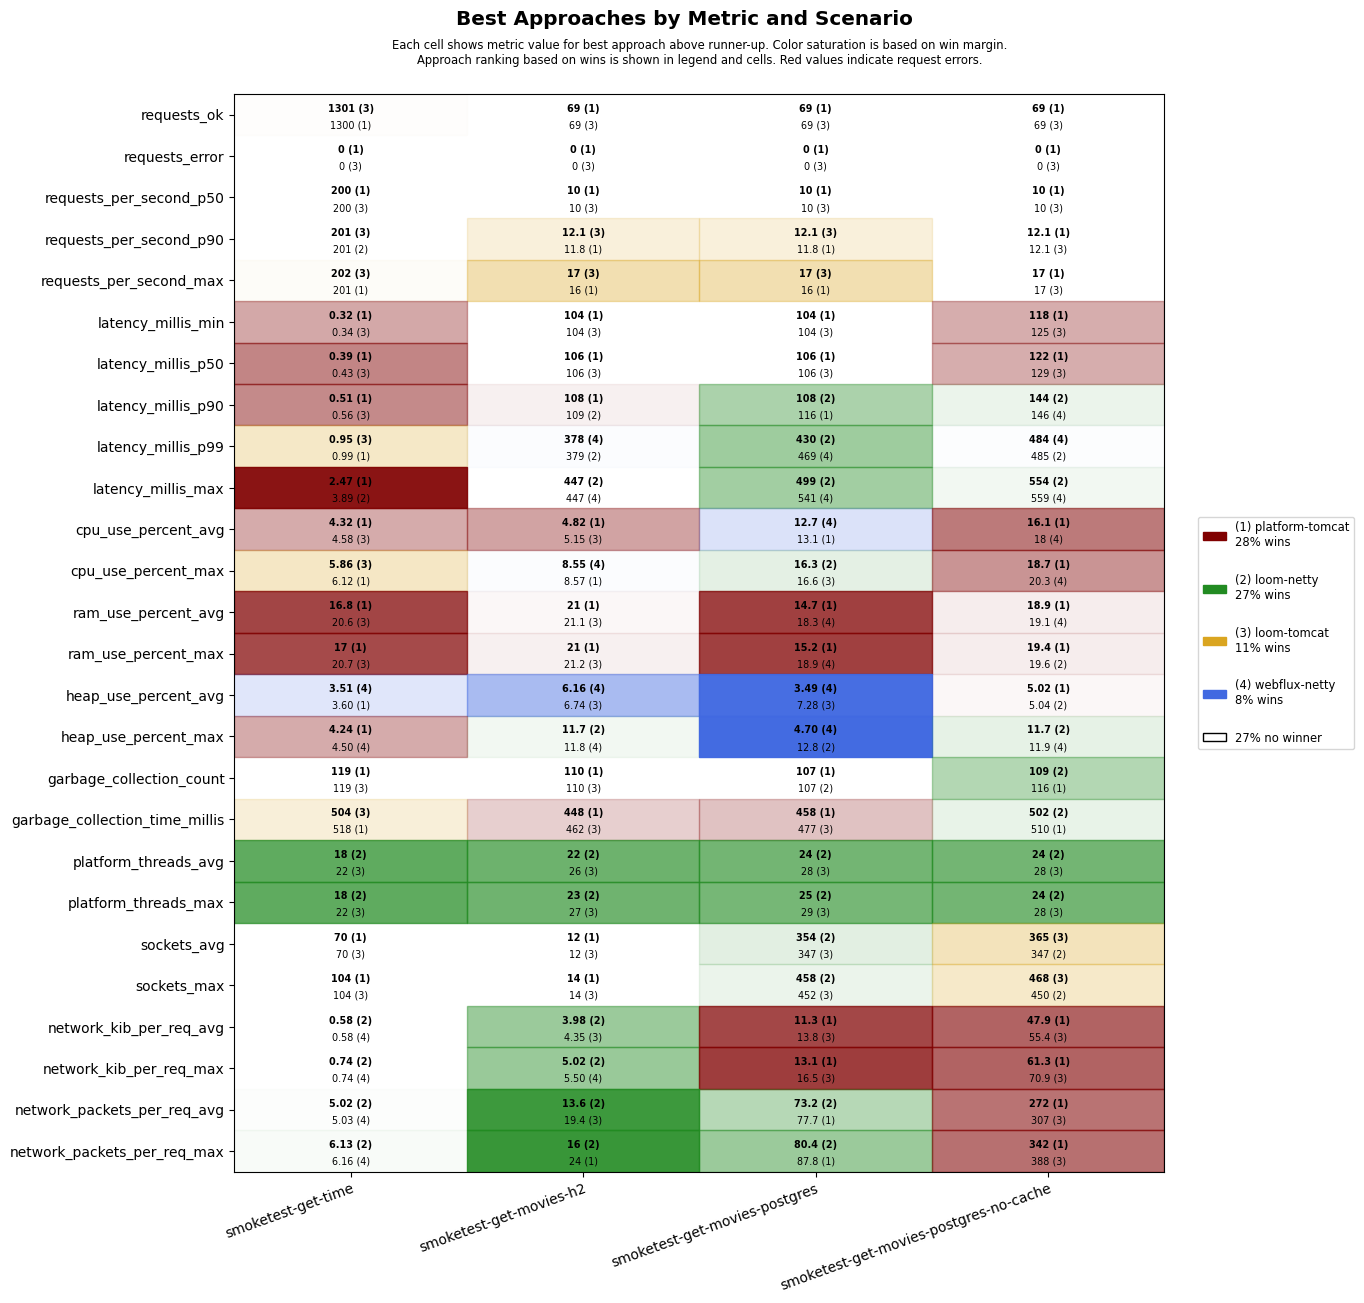 Best Approaches by Metric and Scenario
Each cell shows metric value for best approach above runner-up. Color saturation is based on win margin.
Approach ranking based on wins is shown in legend and cells. Red values indicate request errors.
requests_ok
1301 (3) 69 (1) 69 (1) 69 (1)
1300 (1) 69 (3) 69 (3) 69 (3)
requests_error
0 (1) 0 (1) 0 (1) 0 (1)
0 (3) 0 (3) 0 (3) 0 (3)
requests_per_second_p50
200 (1) 10 (1) 10 (1) 10 (1)
200 (3) 10 (3) 10 (3) 10 (3)
requests_per_second_p90
201 (3) 12.1 (3) 12.1 (3) 12.1 (1)
201 (2) 11.8 (1) 11.8 (1) 12.1 (3)
requests_per_second_max
202 (3) 17 (3) 17 (3) 17 (1)
201 (1) 16 (1) 16 (1) 17 (3)
latency_millis_min
0.32 (1) 104 (1) 104 (1) 118 (1)
0.34 (3) 104 (3) 104 (3) 125 (3)
latency_millis_p50
0.39 (1) 106 (1) 106 (1) 122 (1)
0.43 (3) 106 (3) 106 (3) 129 (3)
latency_millis_p90
0.51 (1) 108 (1) 108 (2) 144 (2)
0.56 (3) 109 (2) 116 (1) 146 (4)
latency_millis_p99
0.95 (3) 378 (4) 430 (2) 484 (4)
0.99 (1) 379 (2) 469 (4) 485 (2)
latency_millis_max
2.47 (1) 447 (2) 499 (2) 554 (2)
3.89 (2) 447 (4) 541 (4) 559 (4)
cpu_use_percent_avg
4.32 (1) 4.82 (1) 12.7 (4) 16.1 (1)
4.58 (3) 5.15 (3) 13.1 (1) 18 (4)
cpu_use_percent_max
5.86 (3) 8.55 (4) 16.3 (2) 18.7 (1)
6.12 (1) 8.57 (1) 16.6 (3) 20.3 (4)
ram_use_percent_avg
16.8 (1) 21 (1) 14.7 (1) 18.9 (1)
20.6 (3) 21.1 (3) 18.3 (4) 19.1 (4)
ram_use_percent_max
17 (1) 21 (1) 15.2 (1) 19.4 (1)
20.7 (3) 21.2 (3) 18.9 (4) 19.6 (2)
heap_use_percent_avg
3.51 (4) 6.16 (4) 3.49 (4) 5.02 (1)
3.60 (1) 6.74 (3) 7.28 (3) 5.04 (2)
heap_use_percent_max
4.24 (1) 11.7 (2) 4.70 (4) 11.7 (2)
4.50 (4) 11.8 (4) 12.8 (2) 11.9 (4)
garbage_collection_count
119 (1) 110 (1) 107 (1) 109 (2)
119 (3) 110 (3) 107 (2) 116 (1)
garbage_collection_time_millis
504 (3) 448 (1) 458 (1) 502 (2)
518 (1) 462 (3) 477 (3) 510 (1)
platform_threads_avg
18 (2) 22 (2) 24 (2) 24 (2)
22 (3) 26 (3) 28 (3) 28 (3)
platform_threads_max
18 (2) 23 (2) 25 (2) 24 (2)
22 (3) 27 (3) 29 (3) 28 (3)
sockets_avg
70 (1) 12 (1) 354 (2) 365 (3)
70 (3) 12 (3) 347 (3) 347 (2)
sockets_max
104 (1) 14 (1) 458 (2) 468 (3)
104 (3) 14 (3) 452 (3) 450 (2)
network_kib_per_req_avg
0.58 (2) 3.98 (2) 11.3 (1) 47.9 (1)
0.58 (4) 4.35 (3) 13.8 (3) 55.4 (3)
network_kib_per_req_max
0.74 (2) 5.02 (2) 13.1 (1) 61.3 (1)
0.74 (4) 5.50 (4) 16.5 (3) 70.9 (3)
network_packets_per_req_avg
5.02 (2) 13.6 (2) 73.2 (2) 272 (1)
5.03 (4) 19.4 (3) 77.7 (1) 307 (3)
network_packets_per_req_max
6.13 (2) 16 (2) 80.4 (2) 342 (1)
6.16 (4) 24 (1) 87.8 (1) 388 (3)
smoketest-get-time
smoketest-get-movies-h2
smoketest-get-movies-postgres
smoketest-get-movies-postgres-no-cache
(1) platform-tomcat
28% wins
(2) loom-netty
27% wins
(3) loom-tomcat
11% wins
(4) webflux-netty
8% wins
27% no winner